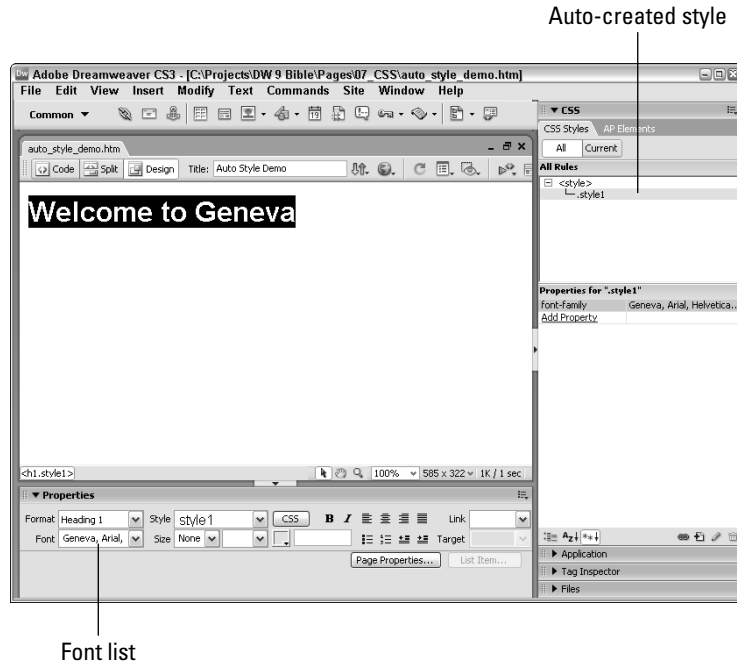 Auto-created style
Dw Adobe Dreamweaver CS3 - [C:\Projects\DW 9 Bible\Pages\07_CSS\auto_style_demo.htm]
File Edit View Insert Modify Text Commands Site Window Help
Common
19
CSS
CSS Styles AP Elements
All Current
All Rules
<style>
.style1
auto_style_demo.htm
Code Split Design Title: Auto Style Demo
Welcome to Geneva
Properties for ".style1"
font-family Geneva, Arial, Helvetica...
Add Property
<h1.style1> 100% 585 x 322 1K / 1 sec
Properties
Format Heading 1 Style style1 CSS B I Link
Font Geneva, Arial, Size None Target
Page Properties... List Item...
AZ **
Application
Tag Inspector
Files
Font list